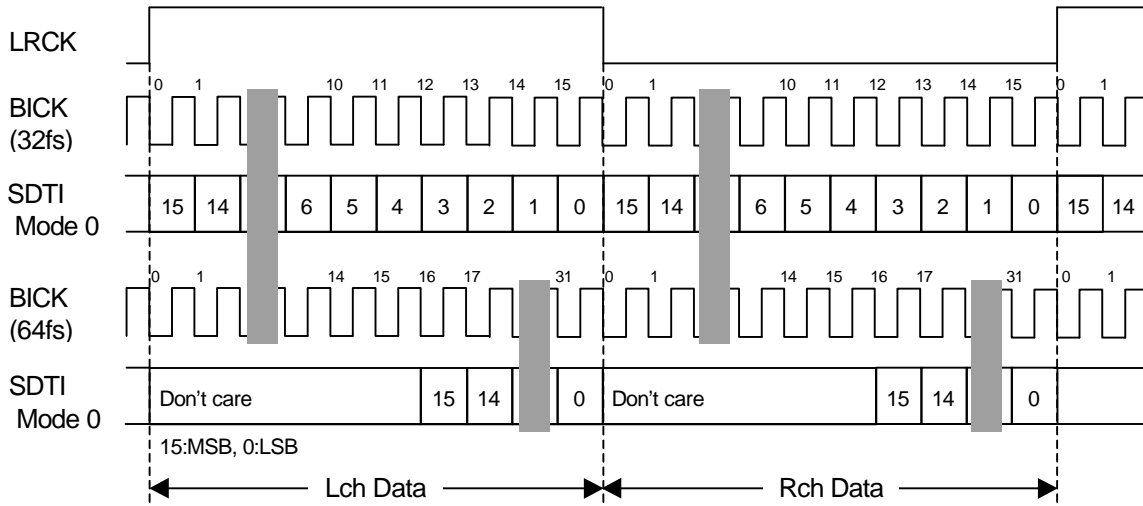 LRCK
0 1 10 11 12 13 14 15 0 1 10 11 12 13 14 15 0 1
BICK
(32fs)
SDTI
Mode 0
15 14 6 5 4 3 2 1 0 15 14 6 5 4 3 2 1 0 15 14
0 1 14 15 16 17 31 0 1 14 15 16 17 31 0 1
BICK
(64fs)
SDTI
Mode 0
Don't care 15 14 0 Don't care 15 14 0
15:MSB, 0:LSB
Lch Data Rch Data